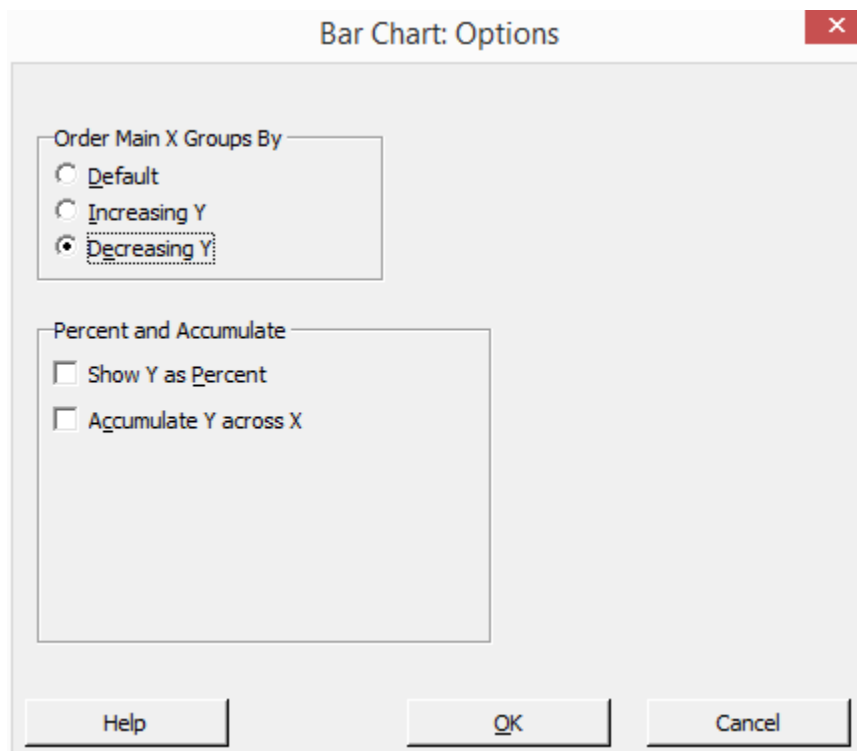 Bar Chart: Options
Order Main X Groups By
Default
Increasing Y
Decreasing Y
Percent and Accumulate
Show Y as Percent
Accumulate Y across X
Help
OK
Cancel